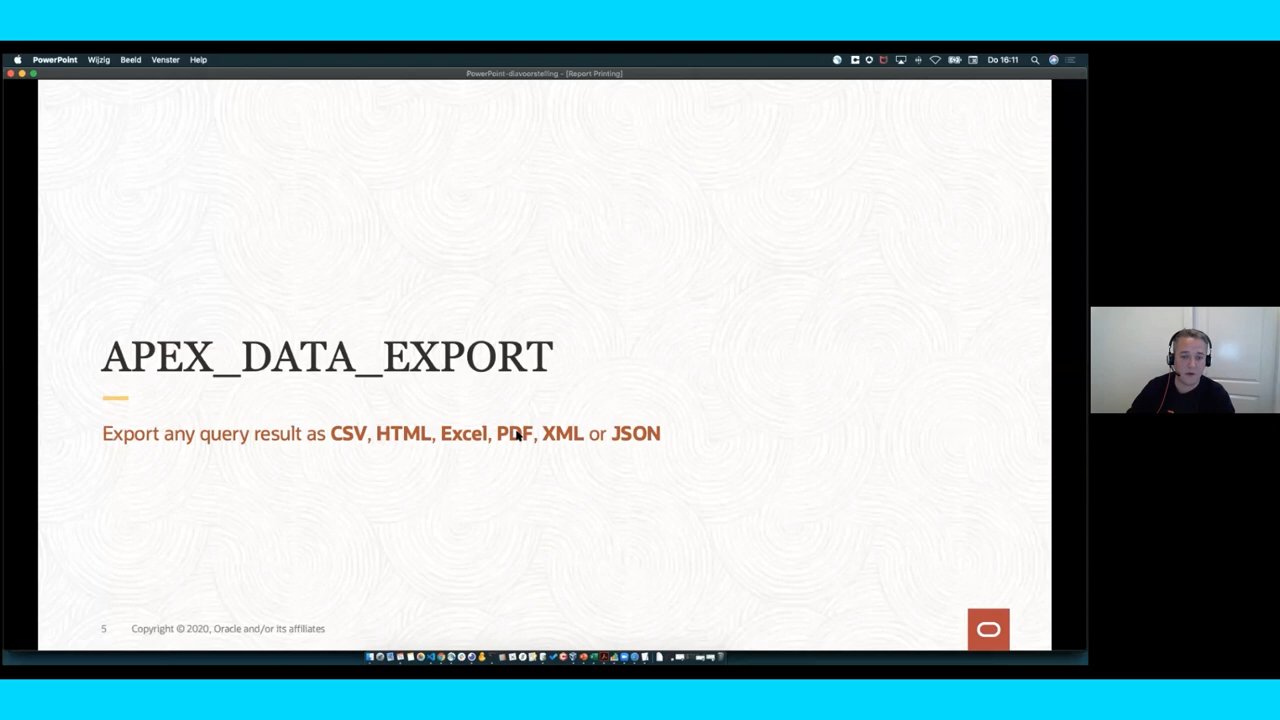 PowerPoint Wijzig Beeld Venster Help
Do 16:11
PowerPoint-diavoorstelling - [Report Printing]
APEX_DATA_EXPORT
Export any query result as CSV, HTML, Excel, PDF, XML or JSON
5 Copyright © 2020, Oracle and/or its affiliates